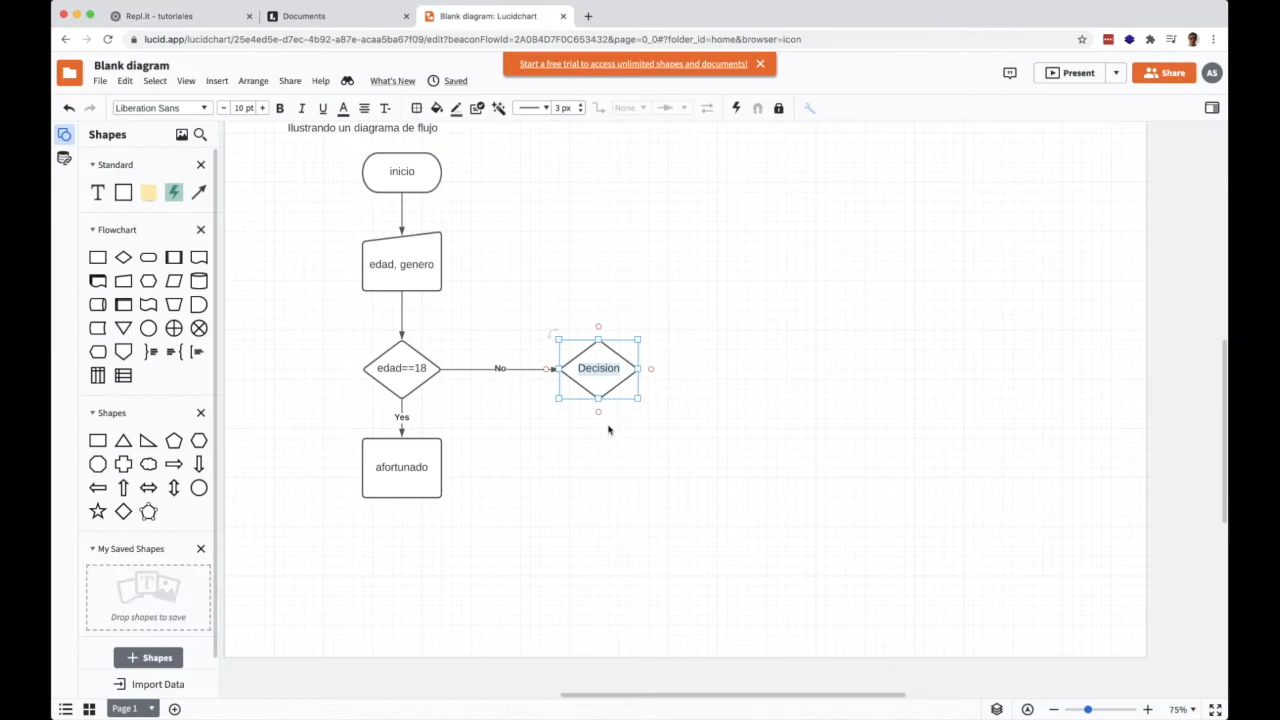 Repl.it - tutoriales
Documents
Blank diagram: Lucidchart
lucid.app/lucidchart/25e4ed5e-d7ec-4b92-a87e-acaa5ba67f09/edit?beaconFlowId=2A0B4D7F0C653432&page=0_0#?folder_id=home&browser=icon
Blank diagram
Start a free trial to access unlimited shapes and documents!
Present
Share
AS
File Edit Select View Insert Arrange Share Help What's New Saved
Liberation Sans
10 pt
3 px
None
Shapes
Ilustrando un diagrama de flujo
Standard
inicio
Flowchart
edad, genero
edad==18
No
Decision
Shapes
Yes
afortunado
My Saved Shapes
Drop shapes to save
+ Shapes
Import Data
Page 1
75%